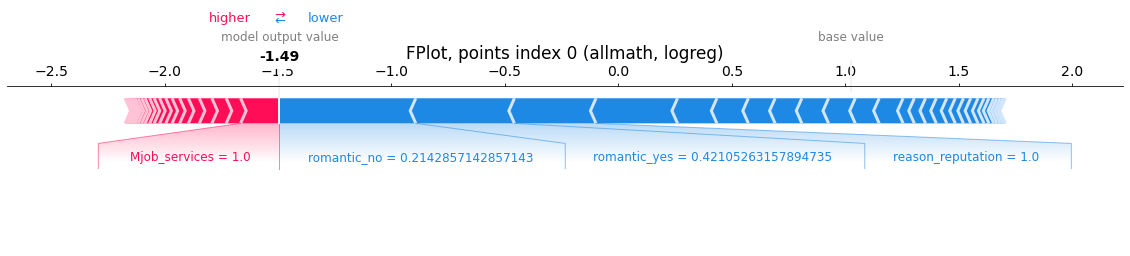 higher ⇄ lower
model output value base value
-1.49
FPlot, points index 0 (allmath, logreg)
−2.5 −2.0 −1.5 −1.0 −0.5 0.0 0.5 1.0 1.5 2.0
Mjob_services = 1.0 romantic_no = 0.2142857142857143 romantic_yes = 0.42105263157894735 reason_reputation = 1.0